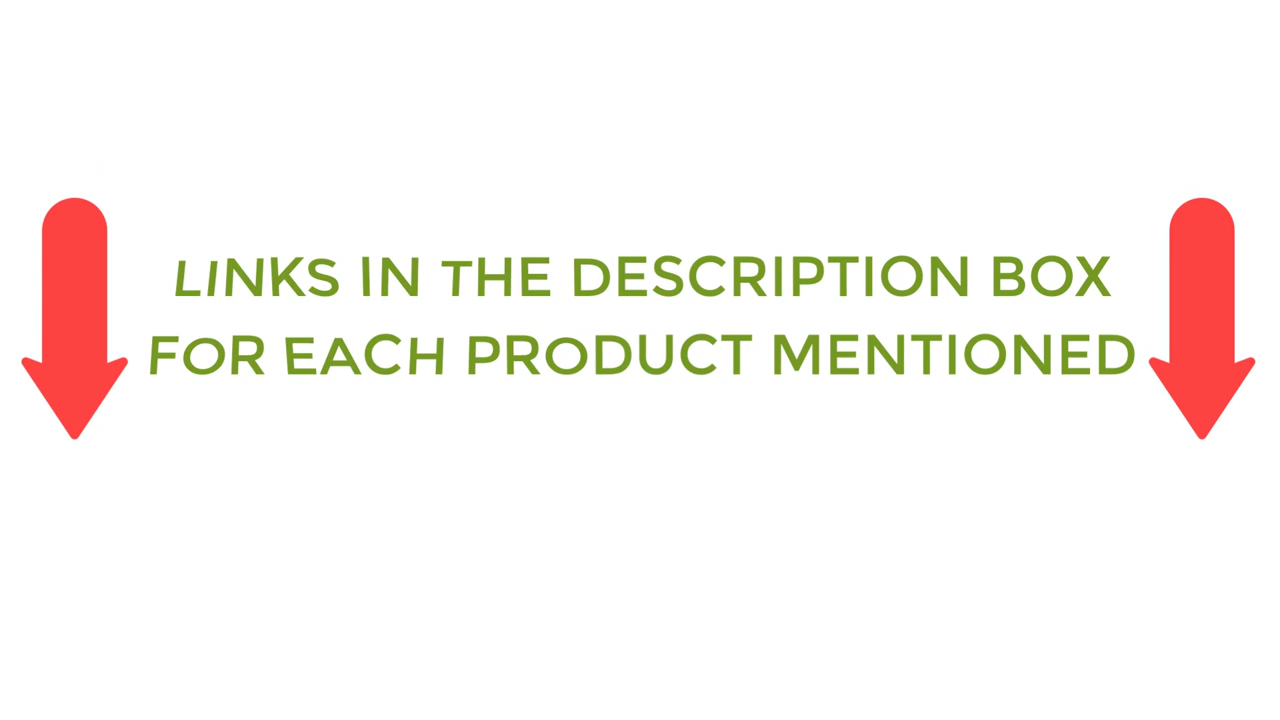 LINKS IN THE DESCRIPTION BOX
FOR EACH PRODUCT MENTIONED